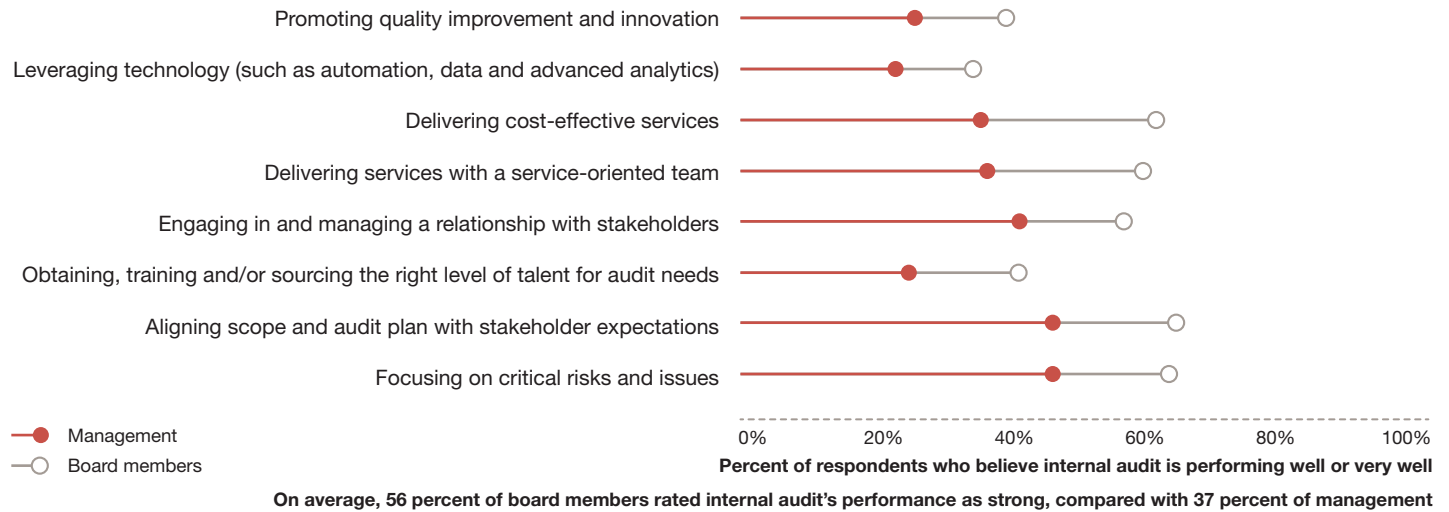 Promoting quality improvement and innovation
Leveraging technology (such as automation, data and advanced analytics)
Delivering cost-effective services
Delivering services with a service-oriented team
Engaging in and managing a relationship with stakeholders
Obtaining, training and/or sourcing the right level of talent for audit needs
Aligning scope and audit plan with stakeholder expectations
Focusing on critical risks and issues
Management
Board members
0% 20% 40% 60% 80% 100%
Percent of respondents who believe internal audit is performing well or very well
On average, 56 percent of board members rated internal audit's performance as strong, compared with 37 percent of management